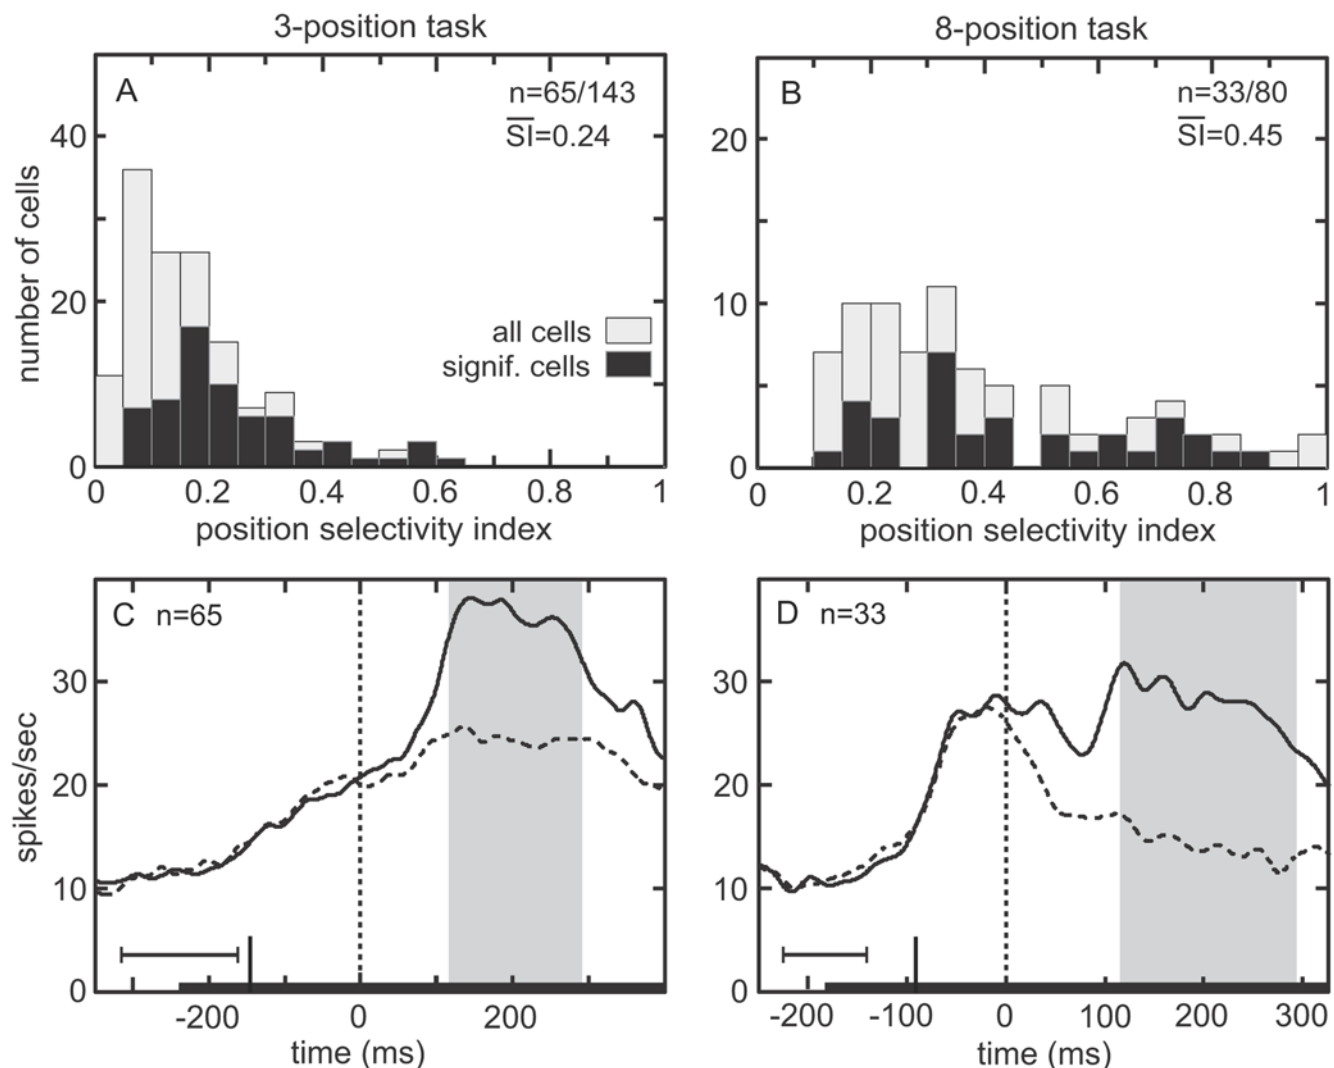 3-position task
8-position task
A
n=65/143
SI=0.24
40
20
0
number of cells
all cells
signif. cells
0 0.2 0.4 0.6 0.8 1
position selectivity index
B
n=33/80
SI=0.45
20
10
0
0 0.2 0.4 0.6 0.8 1
position selectivity index
C n=65
30
20
10
0
spikes/sec
-200 0 200
time (ms)
D n=33
30
20
10
0
-200 -100 0 100 200 300
time (ms)